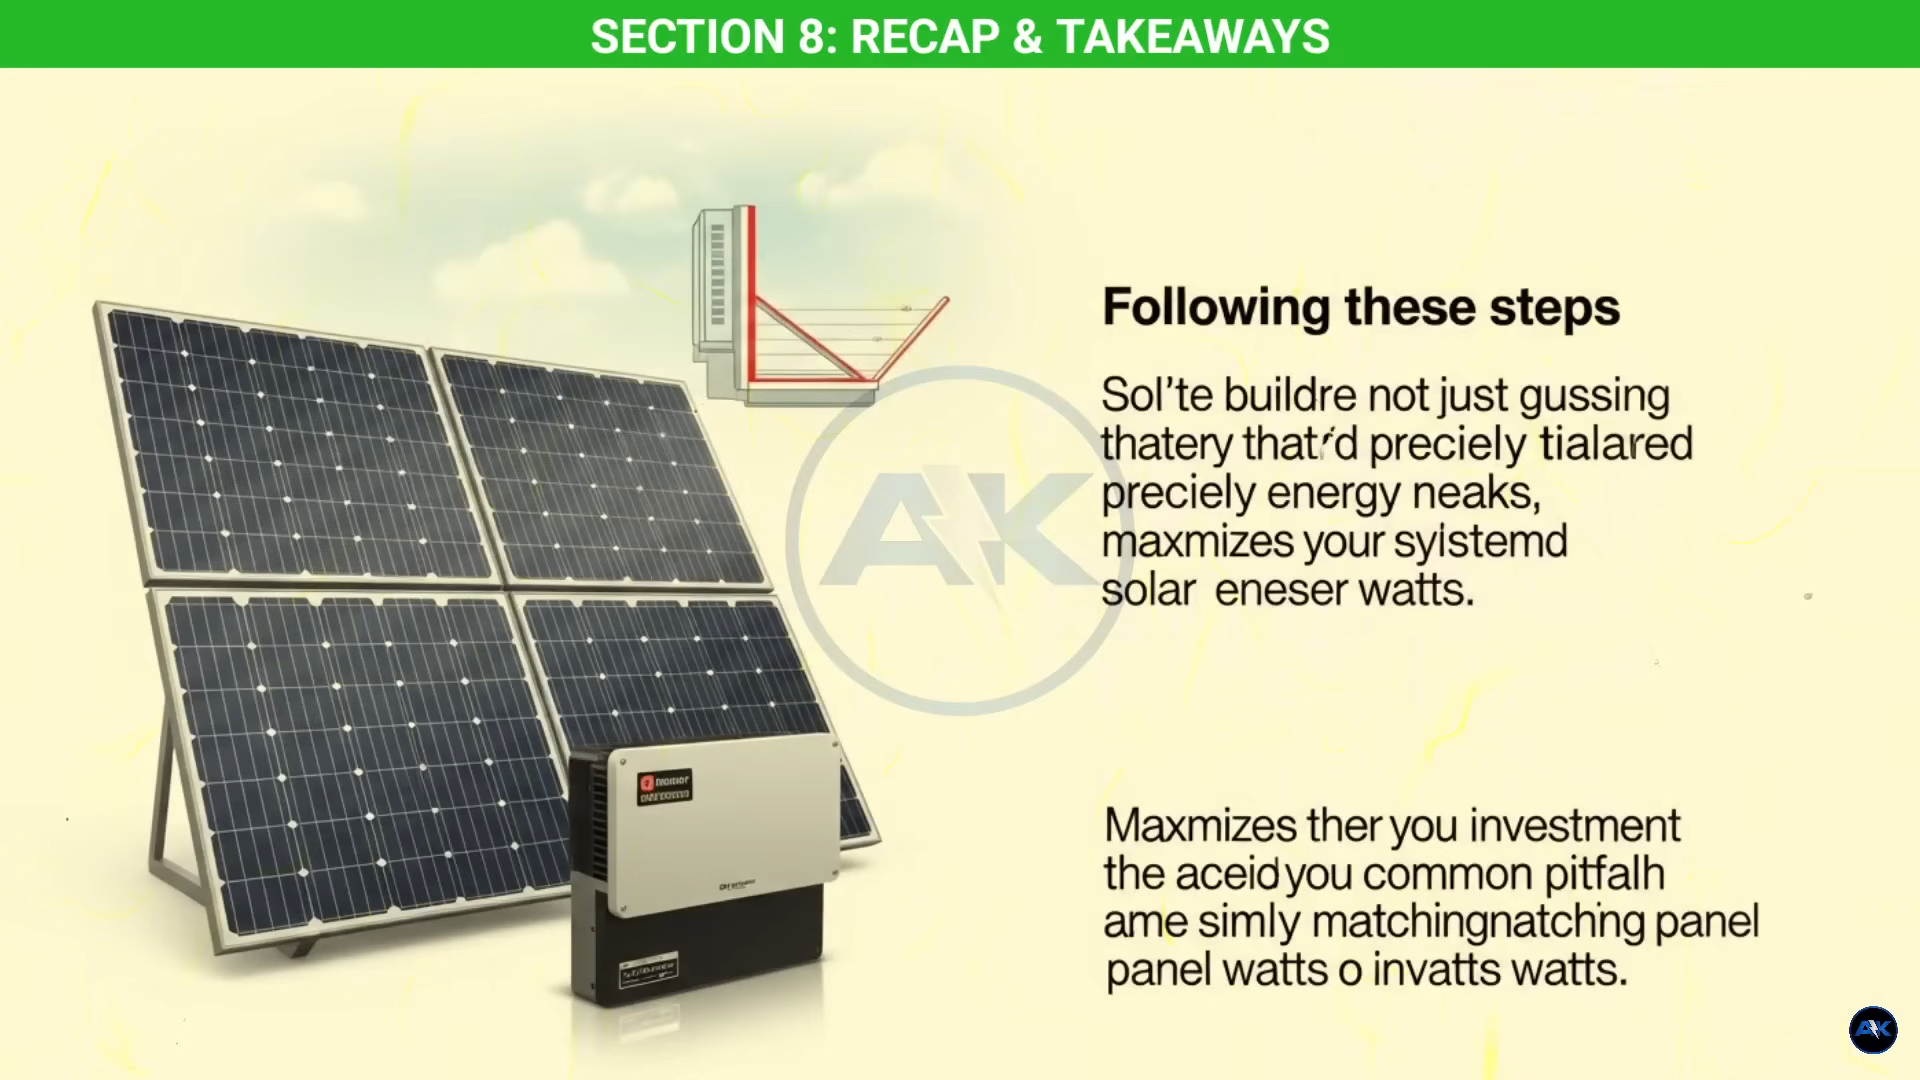 SECTION 8: RECAP & TAKEAWAYS
Following these steps
Sol'te buildre not just gussing
thatery that'd preciely tialared
preciely energy neaks,
maxmizes your sylstemd
solar eneser watts.
AK
Maxmizes ther you investment
the aceid you common pitfalh
ame simly matchingnatching panel
panel watts o invatts watts.
AK